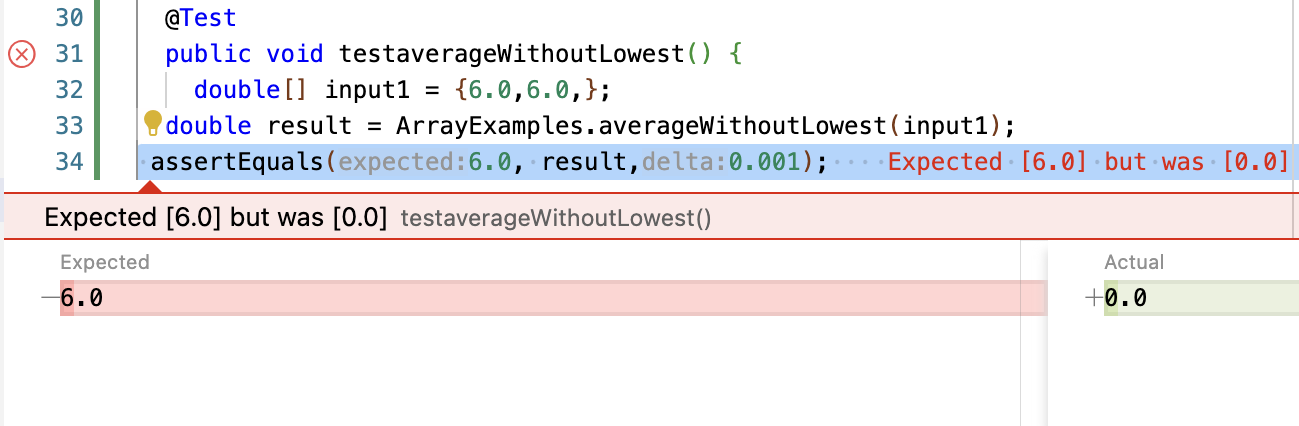 30 @Test
31 public void testaverageWithoutLowest() {
32 double[] input1 = {6.0,6.0,};
33 double result = ArrayExamples.averageWithoutLowest(input1);
34 assertEquals(expected:6.0, result,delta:0.001); Expected [6.0] but was [0.0]
Expected [6.0] but was [0.0] testaverageWithoutLowest()
Expected Actual
—6.0 +0.0